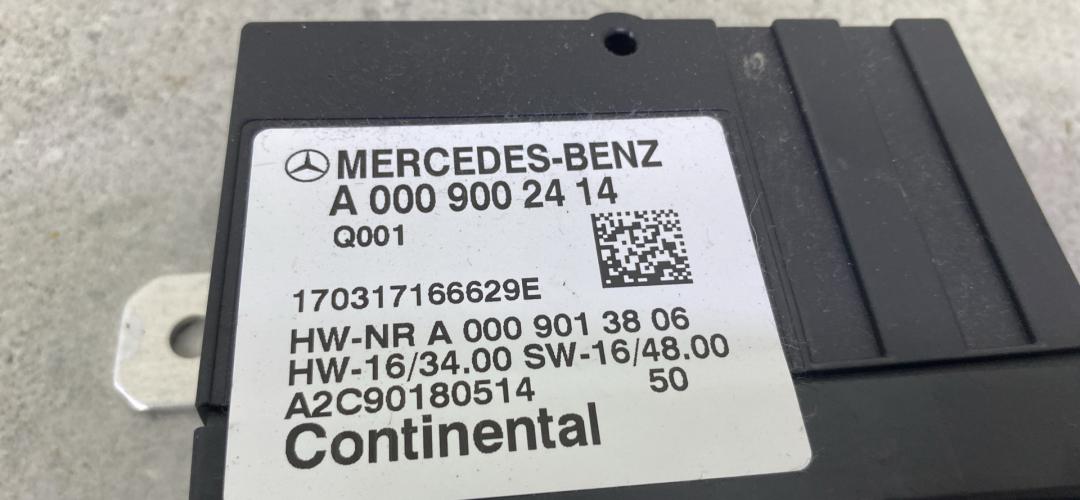 MERCEDES-BENZ
A 000 900 24 14
Q001
170317166629E
HW-NR A 000 901 38 06
HW-16/34.00 SW-16/48.00
A2C90180514 50
Continental